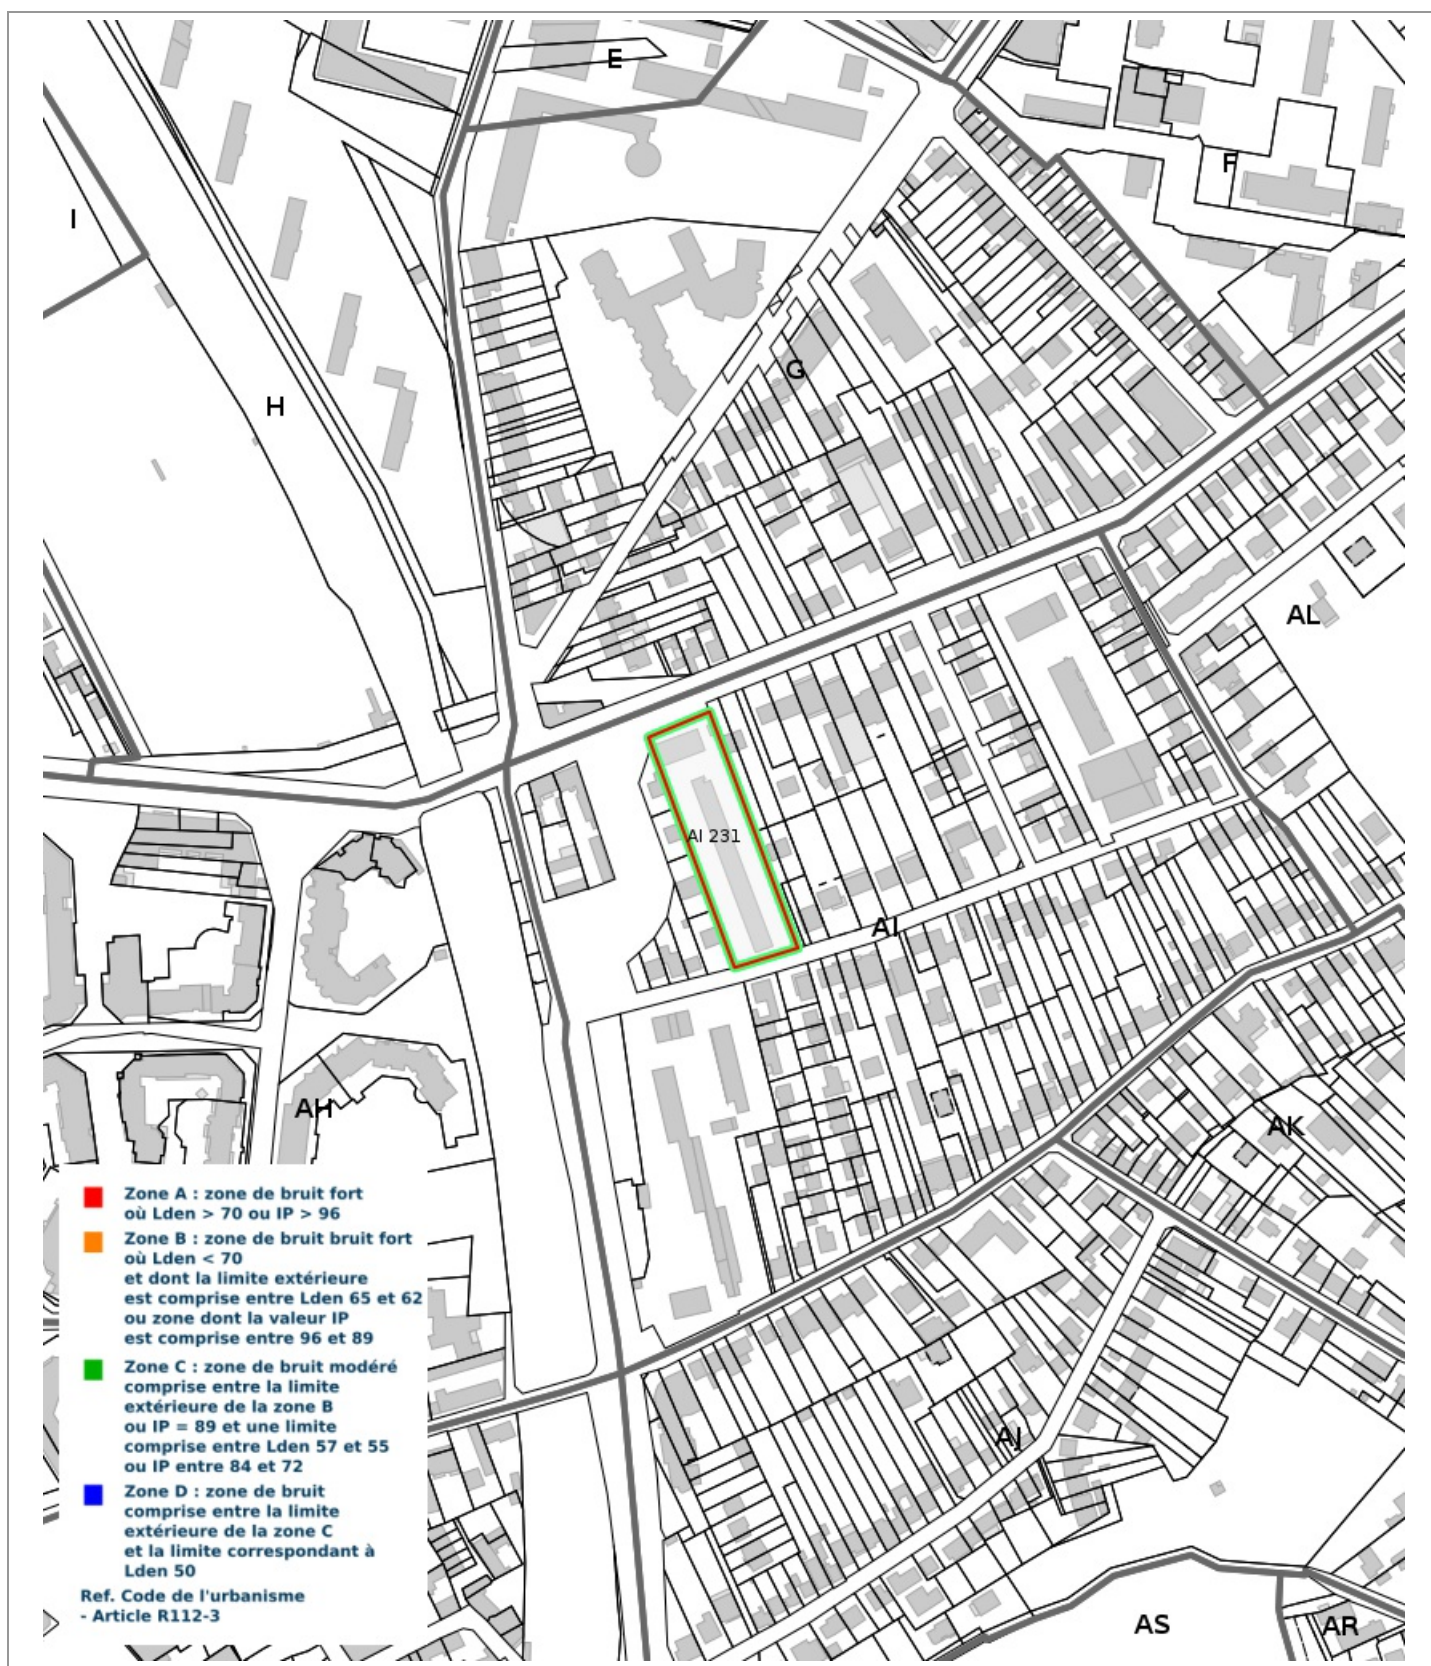 E
F
I
G
H
AL
AI 231
AI
AH
AK
Zone A : zone de bruit fort
où Lden > 70 ou IP > 96
Zone B : zone de bruit bruit fort
où Lden < 70
et dont la limite extérieure
est comprise entre Lden 65 et 62
ou zone dont la valeur IP
est comprise entre 96 et 89
Zone C : zone de bruit modéré
comprise entre la limite
extérieure de la zone B
ou IP = 89 et une limite
comprise entre Lden 57 et 55
ou IP entre 84 et 72
AJ
Zone D : zone de bruit
comprise entre la limite
extérieure de la zone C
et la limite correspondant à
Lden 50
Ref. Code de l'urbanisme
- Article R112-3
AS
AR